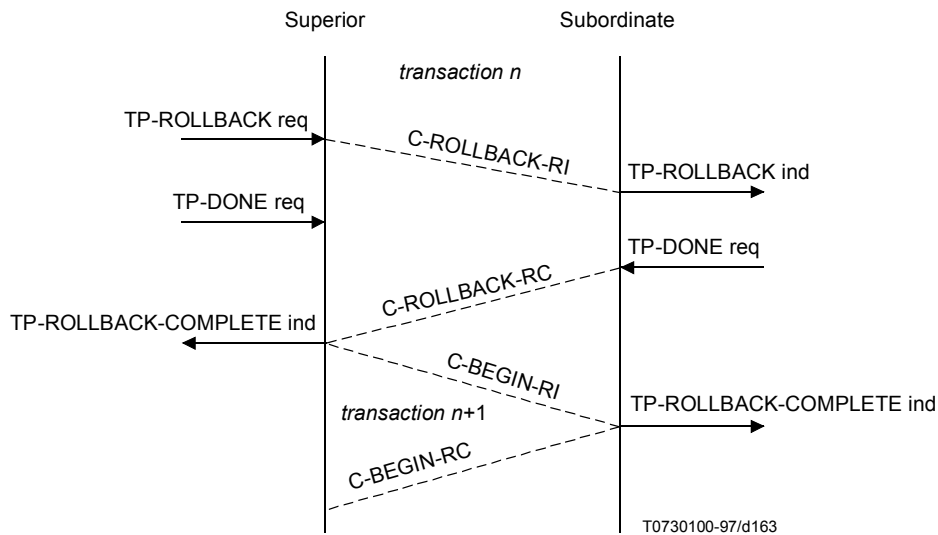 Superior
Subordinate
transaction n
TP-ROLLBACK req
C-ROLLBACK-RI
TP-ROLLBACK ind
TP-DONE req
TP-DONE req
C-ROLLBACK-RC
TP-ROLLBACK-COMPLETE ind
C-BEGIN-RI
TP-ROLLBACK-COMPLETE ind
transaction n+1
C-BEGIN-RC
T0730100-97/d163